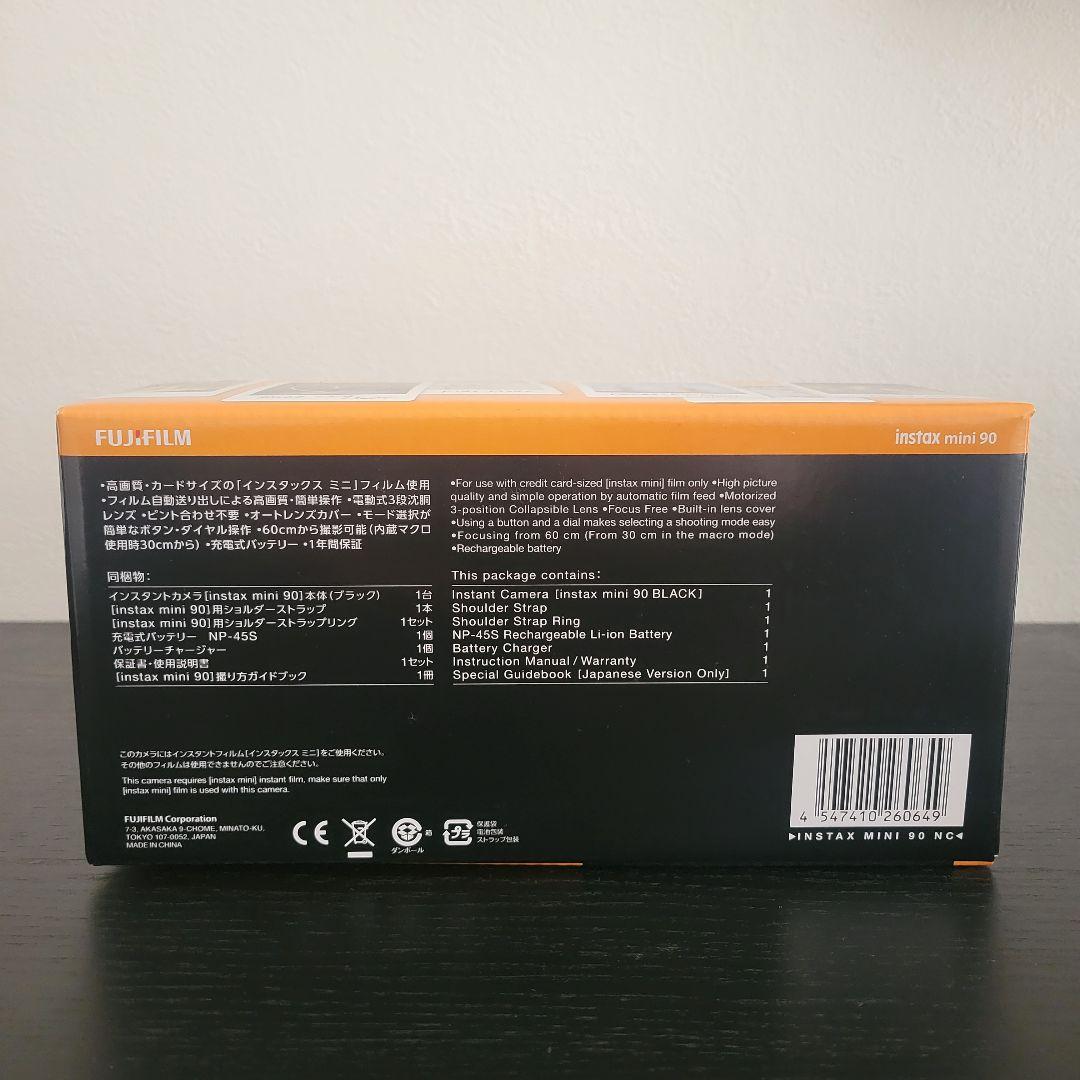 FUJIFILM
instax mini 90
•高画質・カードサイズの「インスタックス ミニ」フィルム使用
•フィルム自動送り出しによる高画質・簡単操作 •電動式3段沈胴
レンズ •ピント合わせ不要 •オートレンズカバー •モード選択が
簡単なボタン・ダイヤル操作 •60cmから撮影可能(内蔵マクロ
使用時30cmから) •充電式バッテリー •1年間保証
同梱物:
インスタントカメラ[instax mini 90]本体(ブラック) 1台
[instax mini 90]用ショルダーストラップ 1本
[instax mini 90]用ショルダーストラップリング 1セット
充電式バッテリー NP-45S 1個
バッテリーチャージャー 1個
保証書・使用説明書 1セット
[instax mini 90]撮り方ガイドブック 1冊
•For use with credit card-sized [instax mini] film only •High picture
quality and simple operation by automatic film feed •Motorized
3-position Collapsible Lens •Focus Free •Built-in lens cover
•Using a button and a dial makes selecting a shooting mode easy
•Focusing from 60 cm (From 30 cm in the macro mode)
•Rechargeable battery
This package contains:
Instant Camera [instax mini 90 BLACK] 1
Shoulder Strap 1
Shoulder Strap Ring 1
NP-45S Rechargeable Li-ion Battery 1
Battery Charger 1
Instruction Manual/Warranty 1
Special Guidebook [Japanese Version Only] 1
このカメラにはインスタントフィルム[インスタックス ミニ]をご使用ください。
その他のフィルムは使用できませんのでご注意ください。
This camera requires [instax mini] instant film, make sure that only
[instax mini] film is used with this camera.
FUJIFILM Corporation
7-3, AKASAKA 9-CHOME, MINATO-KU,
TOKYO 107-0052, JAPAN
MADE IN CHINA
CE
箱
ダンボール
プラ
保護袋
電池包装
ストラップ包装
4 547410 260649
▶INSTAX MINI 90 NC◀